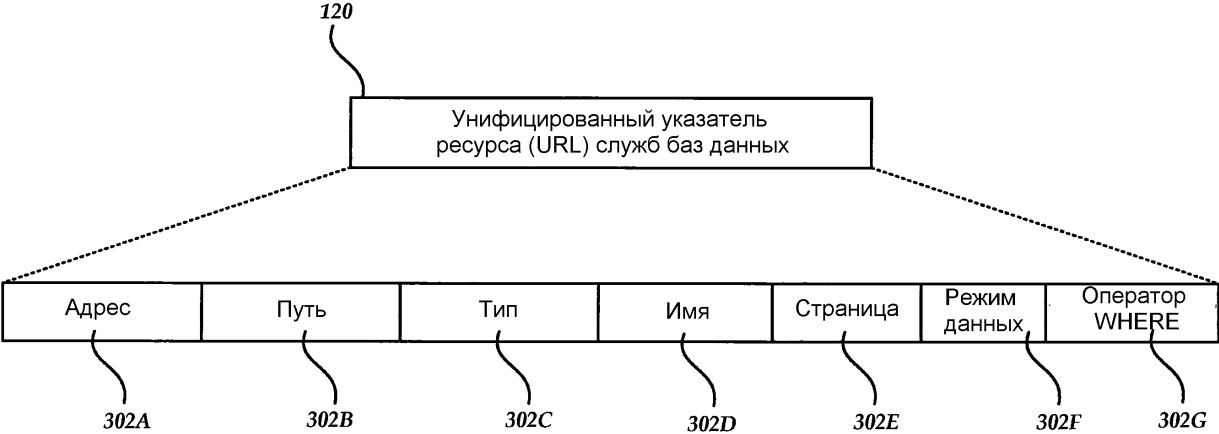 120
Унифицированный указатель
ресурса (URL) служб баз данных
Адрес
Путь
Тип
Имя
Страница
Режим
данных
Оператор
WHERE
302A
302B
302C
302D
302E
302F
302G